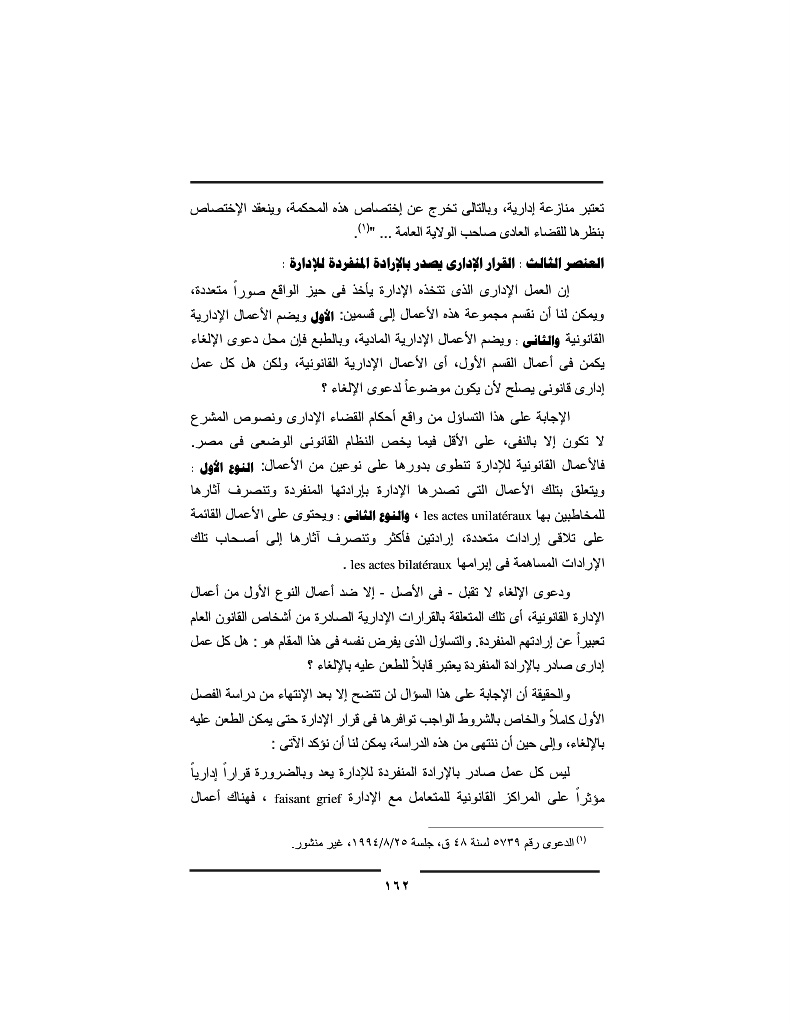 تعتبر منازعة إدارية، وبالتالى تخرج عن إختصاص هذه المحكمة، وينعقد الإختصاص
بنظرها للقضاء العادى صاحب الولاية العامة ... "(١).
العنصر الثالث : القرار الإدارى يصدر بالإرادة المنفردة للإدارة :
إن العمل الإدارى الذى تتخذه الإدارة يأخذ فى حيز الواقع صوراً متعددة،
ويمكن لنا أن نقسم مجموعة هذه الأعمال إلى قسمين: الأول ويضم الأعمال الإدارية
القانونية والثانى : ويضم الأعمال الإدارية المادية، وبالطبع فإن محل دعوى الإلغاء
يكمن فى أعمال القسم الأول، أى الأعمال الإدارية القانونية، ولكن هل كل عمل
إدارى قانونى يصلح لأن يكون موضوعاً لدعوى الإلغاء ؟
الإجابة على هذا التساؤل من واقع أحكام القضاء الإدارى ونصوص المشرع
لا تكون إلا بالنفى، على الأقل فيما يخص النظام القانونى الوضعى فى مصر.
فالأعمال القانونية للإدارة تنطوى بدورها على نوعين من الأعمال: النوع الأول :
ويتعلق بتلك الأعمال التى تصدرها الإدارة بإرادتها المنفردة وتنصرف آثارها
للمخاطبين بها les actes unilatéraux ، والنوع الثانى : ويحتوى على الأعمال القائمة
على تلاقى إرادات متعددة، إرادتين فأكثر وتنصرف آثارها إلى أصحاب تلك
الإرادات المساهمة فى إبرامها les actes bilatéraux .
ودعوى الإلغاء لا تقبل - فى الأصل - إلا ضد أعمال النوع الأول من أعمال
الإدارة القانونية، أى تلك المتعلقة بالقرارات الإدارية الصادرة من أشخاص القانون العام
تعبيراً عن إرادتهم المنفردة. والتساؤل الذى يفرض نفسه فى هذا المقام هو : هل كل عمل
إدارى صادر بالإرادة المنفردة يعتبر قابلاً للطعن عليه بالإلغاء ؟
والحقيقة أن الإجابة على هذا السؤال لن تتضح إلا بعد الإنتهاء من دراسة الفصل
الأول كاملاً والخاص بالشروط الواجب توافرها فى قرار الإدارة حتى يمكن الطعن عليه
بالإلغاء، وإلى حين أن ننتهى من هذه الدراسة، يمكن لنا أن نؤكد الآتى :
ليس كل عمل صادر بالإرادة المنفردة للإدارة يعد وبالضرورة قراراً إدارياً
مؤثراً على المراكز القانونية للمتعامل مع الإدارة faisant grief ، فهناك أعمال
(١) الدعوى رقم ٥٧٣٩ لسنة ٤٨ ق، جلسة ١٩٩٤/٨/٢٥، غير منشور.
١٦٢